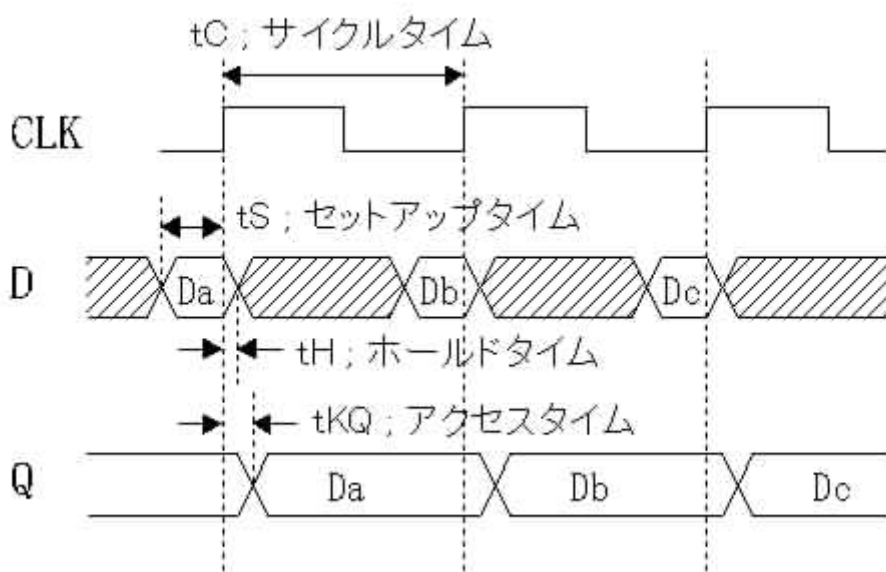 tC ; サイクルタイム
CLK
tS ; セットアップタイム
D
Da
Db
Dc
tH ; ホールドタイム
tKQ ; アクセスタイム
Q
Da
Db
Dc